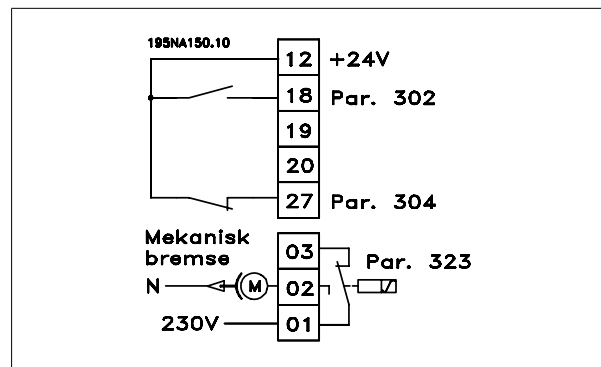 195NA150.10
12 +24V
18 Par. 302
19
20
27 Par. 304
Mekanisk
bremse
03
Par. 323
N M 02
230V 01